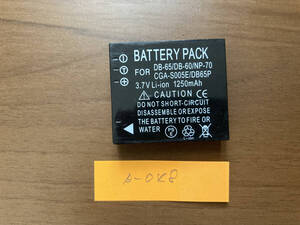 BATTERY PACK
FOR DB-65/DB-60/NP-70
CGA-S005E/DB65P
3.7V Li-ion 1250mAh
DO NOT SHORT-CIRCUIT,
DISASSEMBLE OR EXPOSE
THE BATTERY TO FIRE
OR WATER.